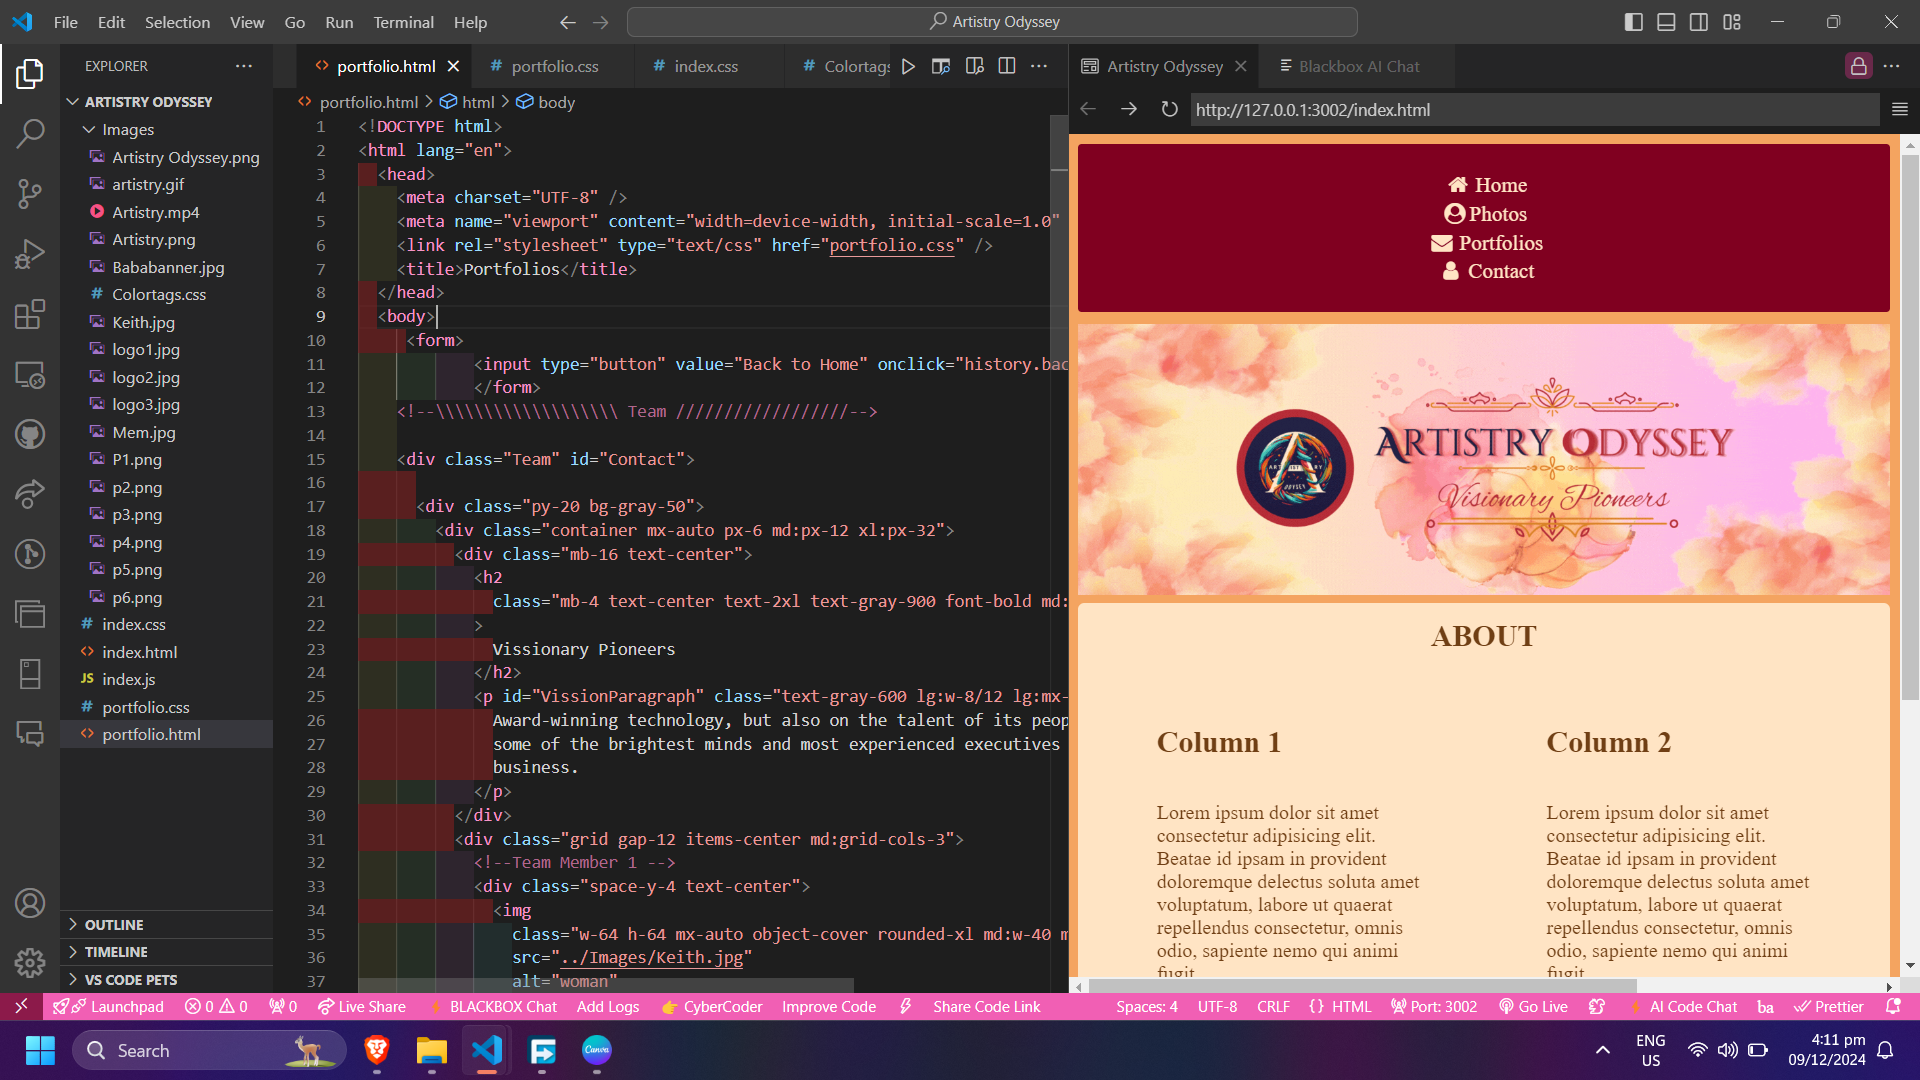 File Edit Selection View Go Run Terminal Help
Artistry Odyssey
EXPLORER
ARTISTRY ODYSSEY
Images
Artistry Odyssey.png
artistry.gif
Artistry.mp4
Artistry.png
Bababanner.jpg
Colortags.css
Keith.jpg
logo1.jpg
logo2.jpg
logo3.jpg
Mem.jpg
P1.png
p2.png
p3.png
p4.png
p5.png
p6.png
index.css
index.html
JS index.js
portfolio.css
portfolio.html
OUTLINE
TIMELINE
VS CODE PETS
portfolio.html portfolio.css index.css Colortags
portfolio.html > html > body
1 <!DOCTYPE html>
2 <html lang="en">
3 <head>
4 <meta charset="UTF-8" />
5 <meta name="viewport" content="width=device-width, initial-scale=1.0"
6 <link rel="stylesheet" type="text/css" href="portfolio.css" />
7 <title>Portfolios</title>
8 </head>
9 <body>
10 <form>
11 <input type="button" value="Back to Home" onclick="history.bac
12 </form>
13 <!--\\\\\\\\\\\\\\\\\\\ Team //////////////////-->
14
15 <div class="Team" id="Contact">
16
17 <div class="py-20 bg-gray-50">
18 <div class="container mx-auto px-6 md:px-12 xl:px-32">
19 <div class="mb-16 text-center">
20 <h2
21 class="mb-4 text-center text-2xl text-gray-900 font-bold md:
22 >
23 Vissionary Pioneers
24 </h2>
25 <p id="VissionParagraph" class="text-gray-600 lg:w-8/12 lg:mx-
26 Award-winning technology, but also on the talent of its peop
27 some of the brightest minds and most experienced executives
28 business.
29 </p>
30 </div>
31 <div class="grid gap-12 items-center md:grid-cols-3">
32 <!--Team Member 1 -->
33 <div class="space-y-4 text-center">
34 <img
35 class="w-64 h-64 mx-auto object-cover rounded-xl md:w-40 m
36 src="../Images/Keith.jpg"
37 alt="woman"
Artistry Odyssey Blackbox AI Chat
http://127.0.0.1:3002/index.html
Home
Photos
Portfolios
Contact
A
ARTISTRY
ODYSSEY
ARTISTRY ODYSSEY
Visionary Pioneers
ABOUT
Column 1
Lorem ipsum dolor sit amet
consectetur adipisicing elit.
Beatae id ipsam in provident
doloremque delectus soluta amet
voluptatum, labore ut quaerat
repellendus consectetur, omnis
odio, sapiente nemo qui animi
fugit
Column 2
Lorem ipsum dolor sit amet
consectetur adipisicing elit.
Beatae id ipsam in provident
doloremque delectus soluta amet
voluptatum, labore ut quaerat
repellendus consectetur, omnis
odio, sapiente nemo qui animi
fugit
Launchpad 0 0 0 Live Share BLACKBOX Chat Add Logs CyberCoder Improve Code Share Code Link Spaces: 4 UTF-8 CRLF {} HTML Port: 3002 Go Live AI Code Chat ba Prettier
Search
Canva
ENG
US
4:11 pm
09/12/2024